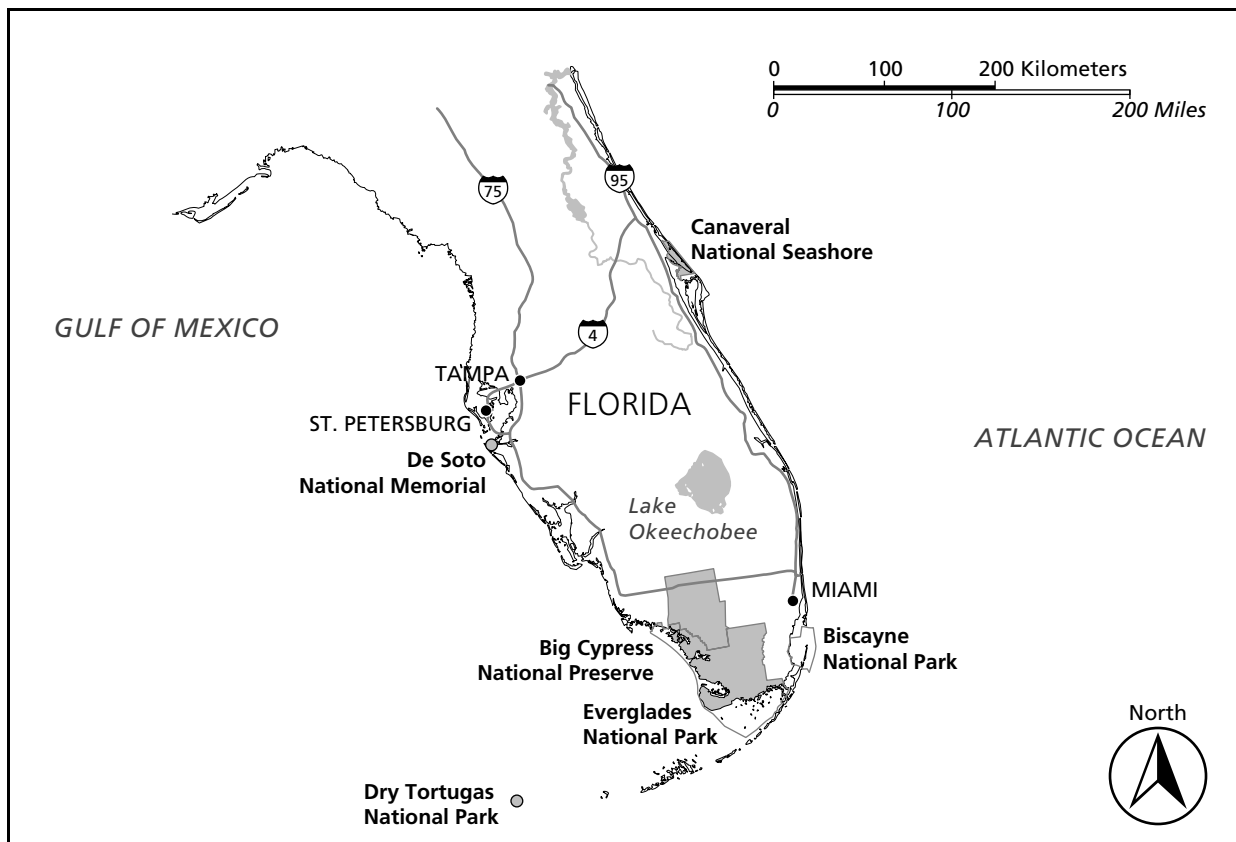 0 100 200 Kilometers
0 100 200 Miles
75
95
Canaveral
National Seashore
GULF OF MEXICO
4
TAMPA
FLORIDA
ST. PETERSBURG
ATLANTIC OCEAN
De Soto
National Memorial
Lake
Okeechobee
MIAMI
Big Cypress
National Preserve
Biscayne
National Park
Everglades
National Park
North
Dry Tortugas
National Park